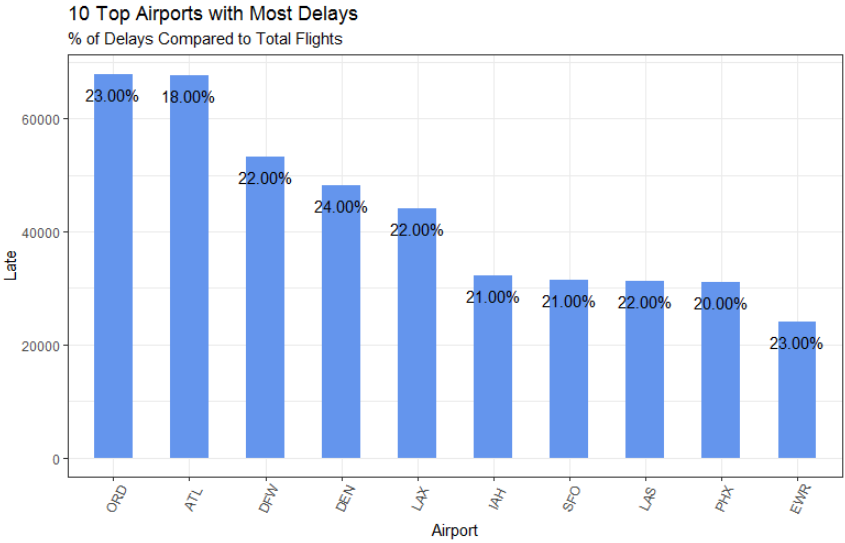 10 Top Airports with Most Delays
% of Delays Compared to Total Flights
Late
60000
40000
20000
0
23.00%
18.00%
22.00%
24.00%
22.00%
21.00%
21.00%
22.00%
20.00%
23.00%
ORD
ATL
DFW
DEN
LAX
IAH
SFO
LAS
PHX
EWR
Airport